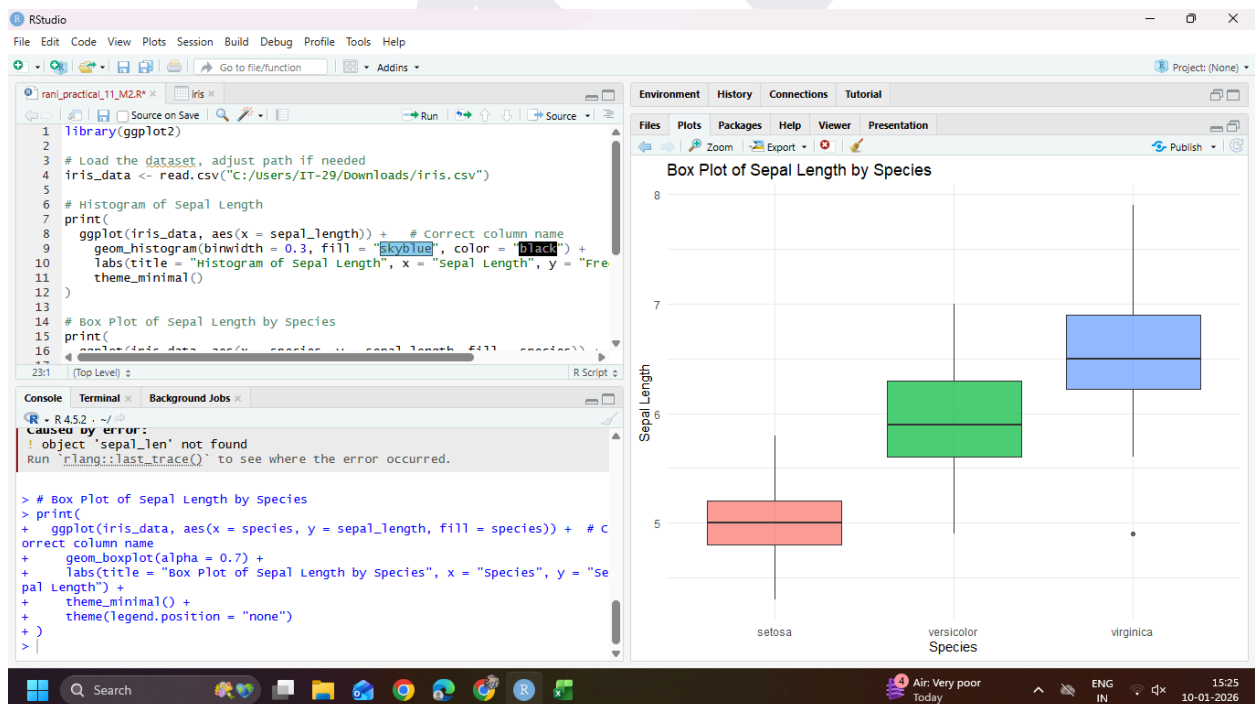 RStudio
File Edit Code View Plots Session Build Debug Profile Tools Help
Go to file/function Addins Project: (None)
rani_practical_11_M2.R* iris
Source on Save Run Source
1 library(ggplot2)
2
3 # Load the dataset, adjust path if needed
4 iris_data <- read.csv("C:/Users/IT-29/Downloads/iris.csv")
5
6 # Histogram of Sepal Length
7 print(
8 ggplot(iris_data, aes(x = sepal_length)) + # Correct column name
9 geom_histogram(binwidth = 0.3, fill = "skyblue", color = "black") +
10 labs(title = "Histogram of Sepal Length", x = "Sepal Length", y = "Fre
11 theme_minimal()
12 )
13
14 # Box Plot of Sepal Length by Species
15 print(
16 ggplot(iris_data, aes(x = species, y = sepal_length, fill = species)) +
23:1 (Top Level) R Script
Console Terminal Background Jobs
R 4.5.2 · ~/
Caused by error:
! object 'sepal_len' not found
Run `rlang::last_trace()` to see where the error occurred.
> # Box Plot of Sepal Length by Species
> print(
+ ggplot(iris_data, aes(x = species, y = sepal_length, fill = species)) + # C
orrect column name
+ geom_boxplot(alpha = 0.7) +
+ labs(title = "Box Plot of Sepal Length by Species", x = "Species", y = "Se
pal Length") +
+ theme_minimal() +
+ theme(legend.position = "none")
+ )
>
Environment History Connections Tutorial
Files Plots Packages Help Viewer Presentation
Zoom Export Publish
Box Plot of Sepal Length by Species
8
7
6
5
Sepal Length
setosa versicolor virginica
Species
Search
4
Air: Very poor
Today
ENG
IN
15:25
10-01-2026